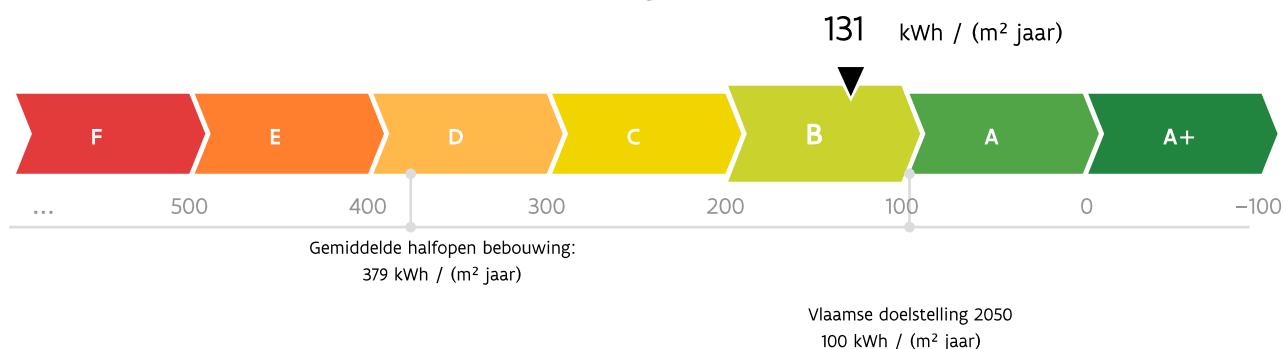 131 kWh / (m² jaar)
F E D C B A A+
... 500 400 300 200 100 0 −100
Gemiddelde halfopen bebouwing:
379 kWh / (m² jaar)
Vlaamse doelstelling 2050
100 kWh / (m² jaar)